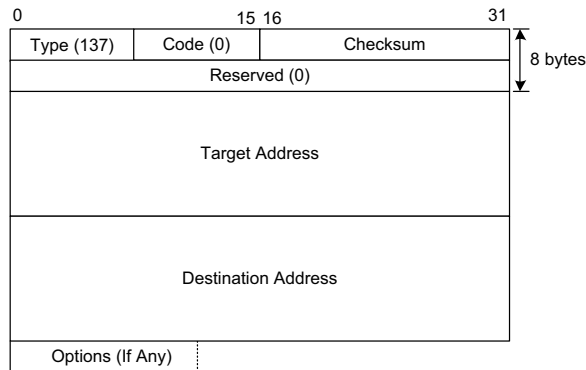 0 15 16 31
Type (137) Code (0) Checksum
8 bytes
Reserved (0)
Target Address
Destination Address
Options (If Any)